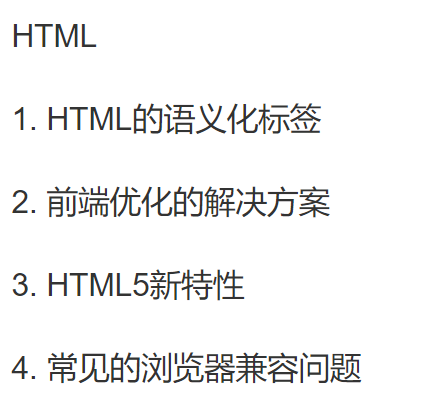 HTML
1. HTML的语义化标签
2. 前端优化的解决方案
3. HTML5新特性
4. 常见的浏览器兼容问题